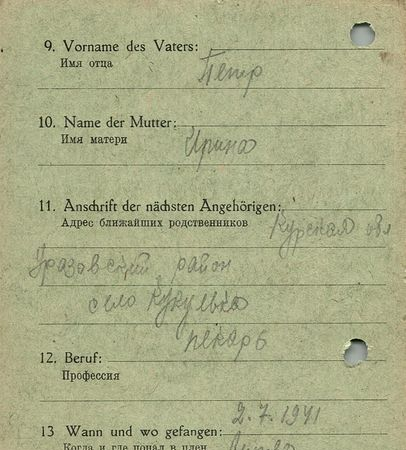 9. Vorname des Vaters:
Имя отца
Петр
10. Name der Mutter:
Имя матери
Ирина
11. Anschrift der nächsten Angehörigen:
Адрес ближайших родственников
Курская обл
Уразовский район
село Кукуевка
пекарь
12. Beruf:
Профессия
2.7.1941
13 Wann und wo gefangen:
Когда и где попал в плен